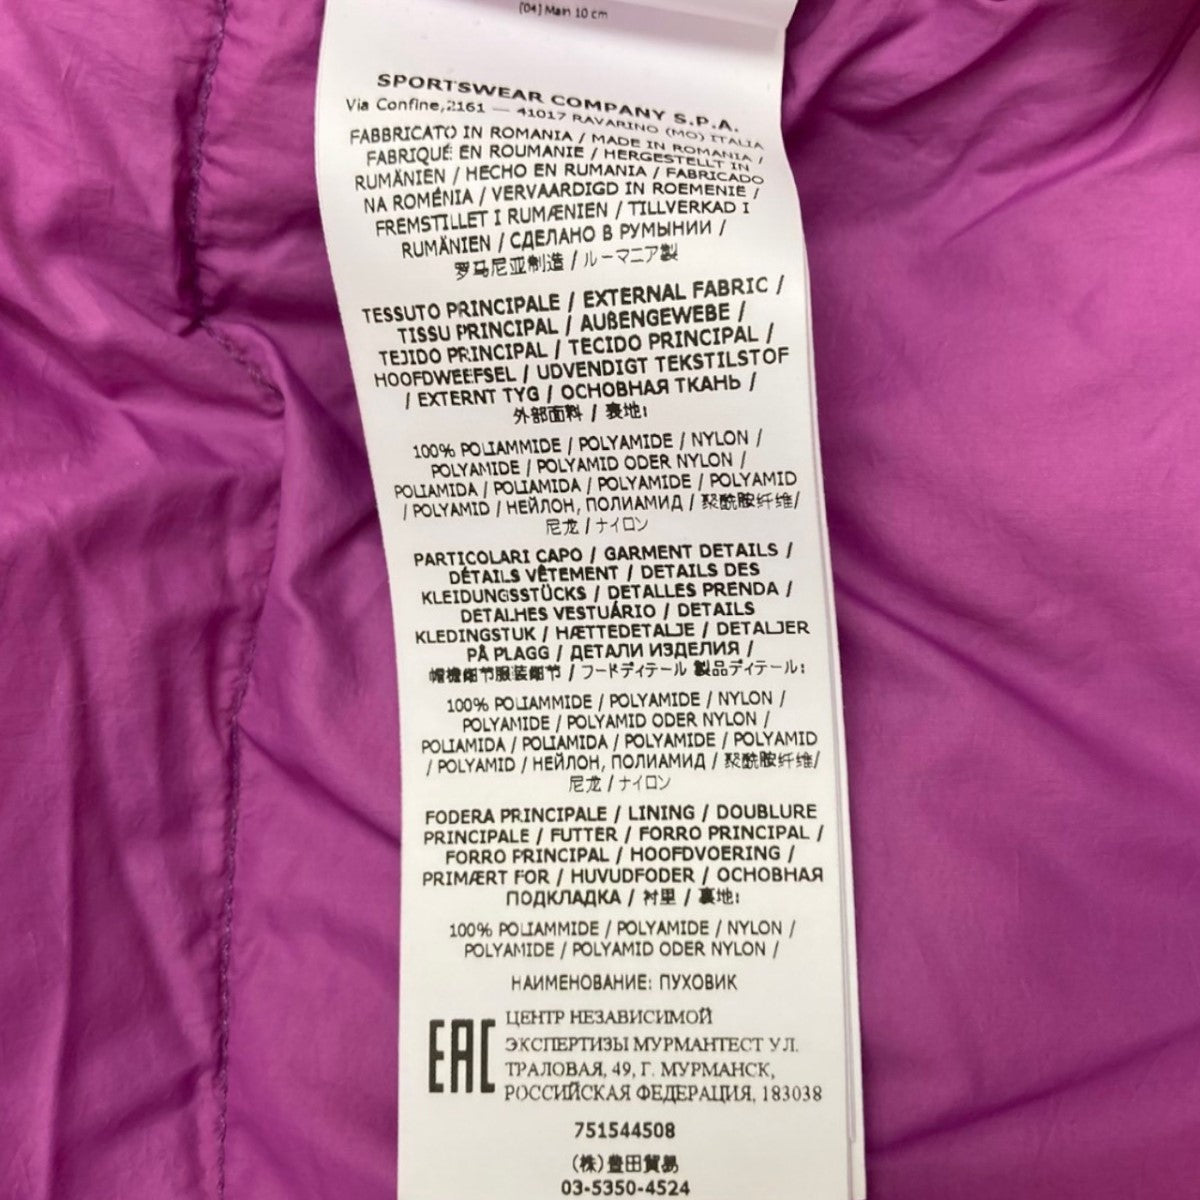 [04] Main 10 cm
SPORTSWEAR COMPANY S.P.A.
Via Confine,2161 — 41017 RAVARINO (MO) ITALIA
FABBRICATO IN ROMANIA / MADE IN ROMANIA /
FABRIQUÉ EN ROUMANIE / HERGESTELLT IN
RUMÄNIEN / HECHO EN RUMANIA / FABRICADO
NA ROMÉNIA / VERVAARDIGD IN ROEMENIË /
FREMSTILLET I RUMÆNIEN / TILLVERKAD I
RUMÄNIEN / СДЕЛАНО В РУМЫНИИ /
罗马尼亚制造 / ルーマニア製
TESSUTO PRINCIPALE / EXTERNAL FABRIC /
TISSU PRINCIPAL / AUßENGEWEBE /
TEJIDO PRINCIPAL / TECIDO PRINCIPAL /
HOOFDWEEFSEL / UDVENDIGT TEKSTILSTOF
/ EXTERNT TYG / ОСНОВНАЯ ТКАНЬ /
外部面料 / 裏地:
100% POLIAMMIDE / POLYAMIDE / NYLON /
POLYAMIDE / POLYAMID ODER NYLON /
POLIAMIDA / POLIAMIDA / POLYAMIDE / POLYAMID
/ POLYAMID / НЕЙЛОН, ПОЛИАМИД / 聚酰胺纤维/
尼龙 / ナイロン
PARTICOLARI CAPO / GARMENT DETAILS /
DÉTAILS VÊTEMENT / DETAILS DES
KLEIDUNGSSTÜCKS / DETALLES PRENDA /
DETALHES VESTUÁRIO / DETAILS
KLEDINGSTUK / HÆTTEDETALJE / DETALJER
PÅ PLAGG / ДЕТАЛИ ИЗДЕЛИЯ /
帽檐细节服装细节 / フードディテール 製品ディテール:
100% POLIAMMIDE / POLYAMIDE / NYLON /
POLYAMIDE / POLYAMID ODER NYLON /
POLIAMIDA / POLIAMIDA / POLYAMIDE / POLYAMID
/ POLYAMID / НЕЙЛОН, ПОЛИАМИД / 聚酰胺纤维/
尼龙 / ナイロン
FODERA PRINCIPALE / LINING / DOUBLURE
PRINCIPALE / FUTTER / FORRO PRINCIPAL /
FORRO PRINCIPAL / HOOFDVOERING /
PRIMÆRT FOR / HUVUDFODER / ОСНОВНАЯ
ПОДКЛАДКА / 衬里 / 裏地:
100% POLIAMMIDE / POLYAMIDE / NYLON /
POLYAMIDE / POLYAMID ODER NYLON /
НАИМЕНОВАНИЕ: ПУХОВИК
EAC ЦЕНТР НЕЗАВИСИМОЙ
ЭКСПЕРТИЗЫ МУРМАНТЕСТ УЛ.
ТРАЛОВАЯ, 49, Г. МУРМАНСК,
РОССИЙСКАЯ ФЕДЕРАЦИЯ, 183038
751544508
(株)豊田貿易
03-5350-4524